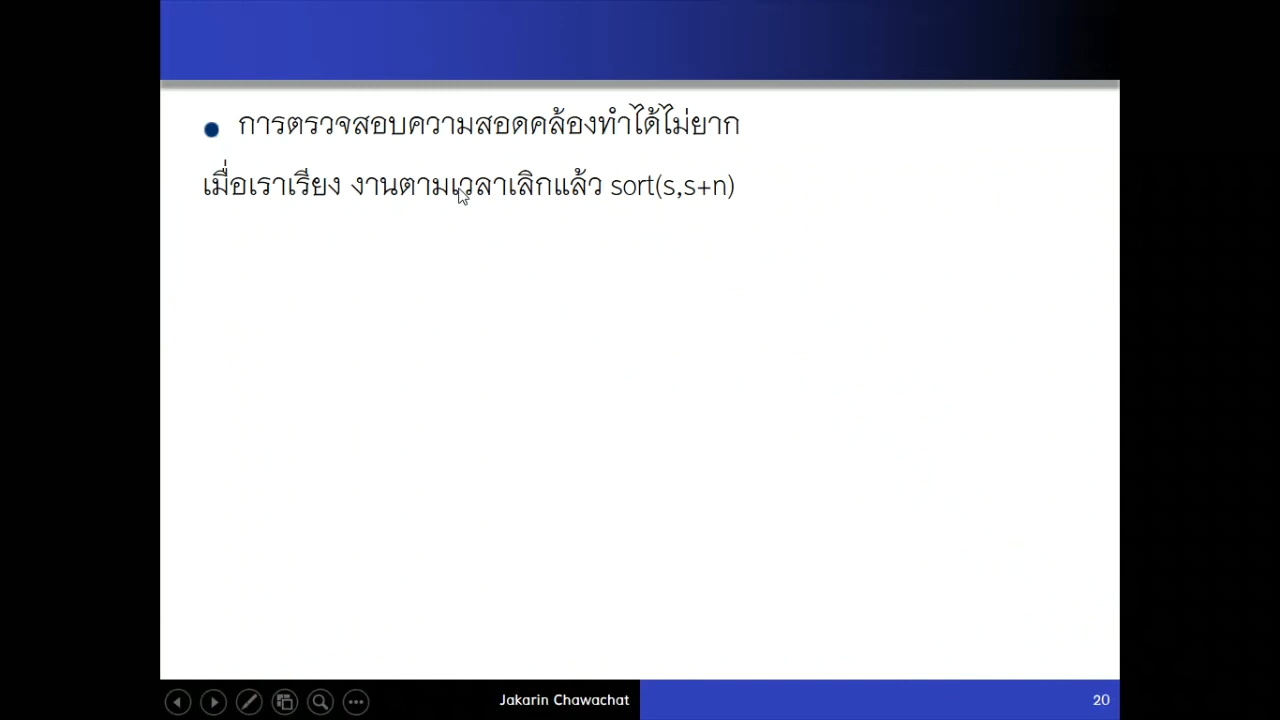 การตรวจสอบความสอดคล้องทำได้ไม่ยาก
เมื่อเราเรียง งานตามเวลาเลิกแล้ว sort(s,s+n)
Jakarin Chawachat
20